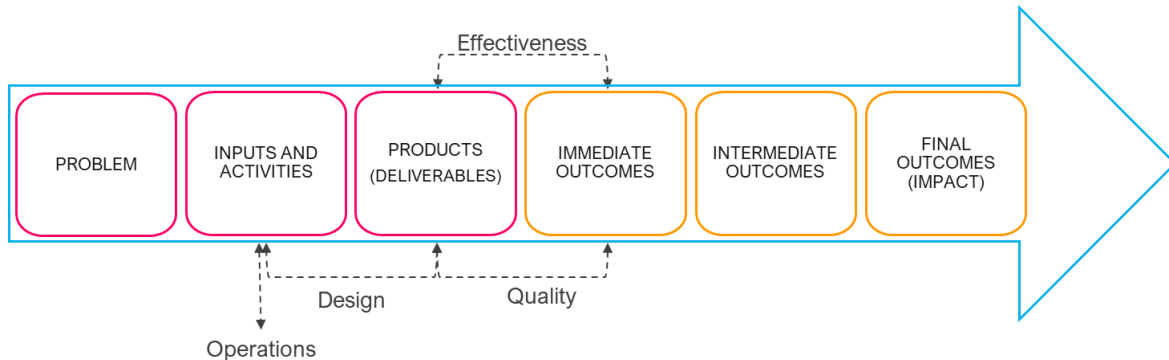 Effectiveness
PROBLEM
INPUTS AND
ACTIVITIES
PRODUCTS
(DELIVERABLES)
IMMEDIATE
OUTCOMES
INTERMEDIATE
OUTCOMES
FINAL
OUTCOMES
(IMPACT)
Design
Quality
Operations